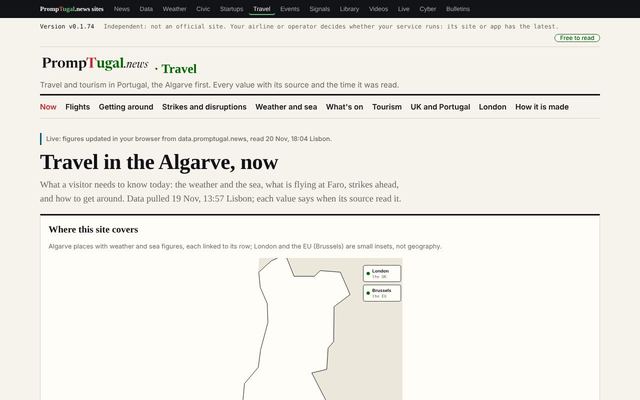 PrompTugal.news sites News Data Weather Civic Startups Travel Events Signals Library Videos Live Cyber Bulletins
Version v0.1.74 Independent: not an official site. Your airline or operator decides whether your service runs: its site or app has the latest.
Free to read
PrompTugal.news · Travel
Travel and tourism in Portugal, the Algarve first. Every value with its source and the time it was read.
Now Flights Getting around Strikes and disruptions Weather and sea What's on Tourism UK and Portugal London How it is made
Live: figures updated in your browser from data.promptugal.news, read 20 Nov, 18:04 Lisbon.
Travel in the Algarve, now
What a visitor needs to know today: the weather and the sea, what is flying at Faro, strikes ahead,
and how to get around. Data pulled 19 Nov, 13:57 Lisbon; each value says when its source read it.
Where this site covers
Algarve places with weather and sea figures, each linked to its row; London and the EU (Brussels) are small insets, not geography.
London
the UK
Brussels
the EU